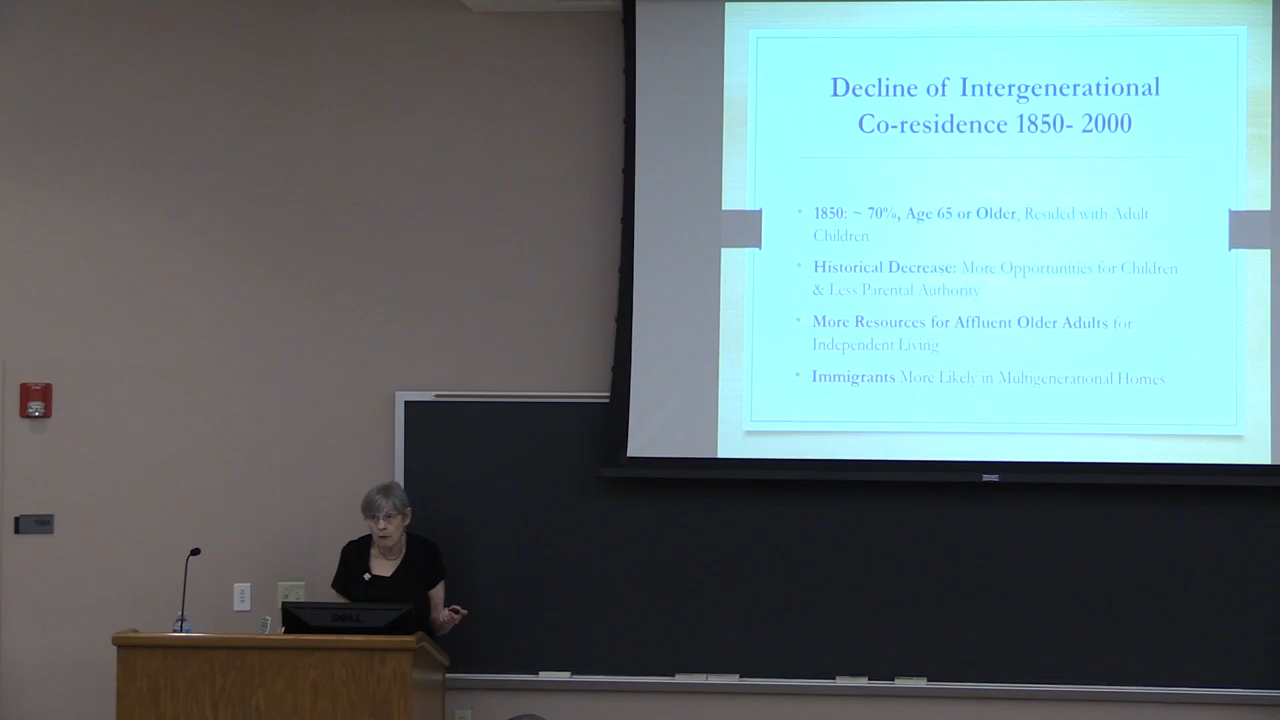 Decline of Intergenerational
Co-residence 1850- 2000
• 1850: ~ 70%, Age 65 or Older, Resided with Adult
Children
• Historical Decrease: More Opportunities for Children
& Less Parental Authority
• More Resources for Affluent Older Adults for
Independent Living
• Immigrants More Likely in Multigenerational Homes
DELL